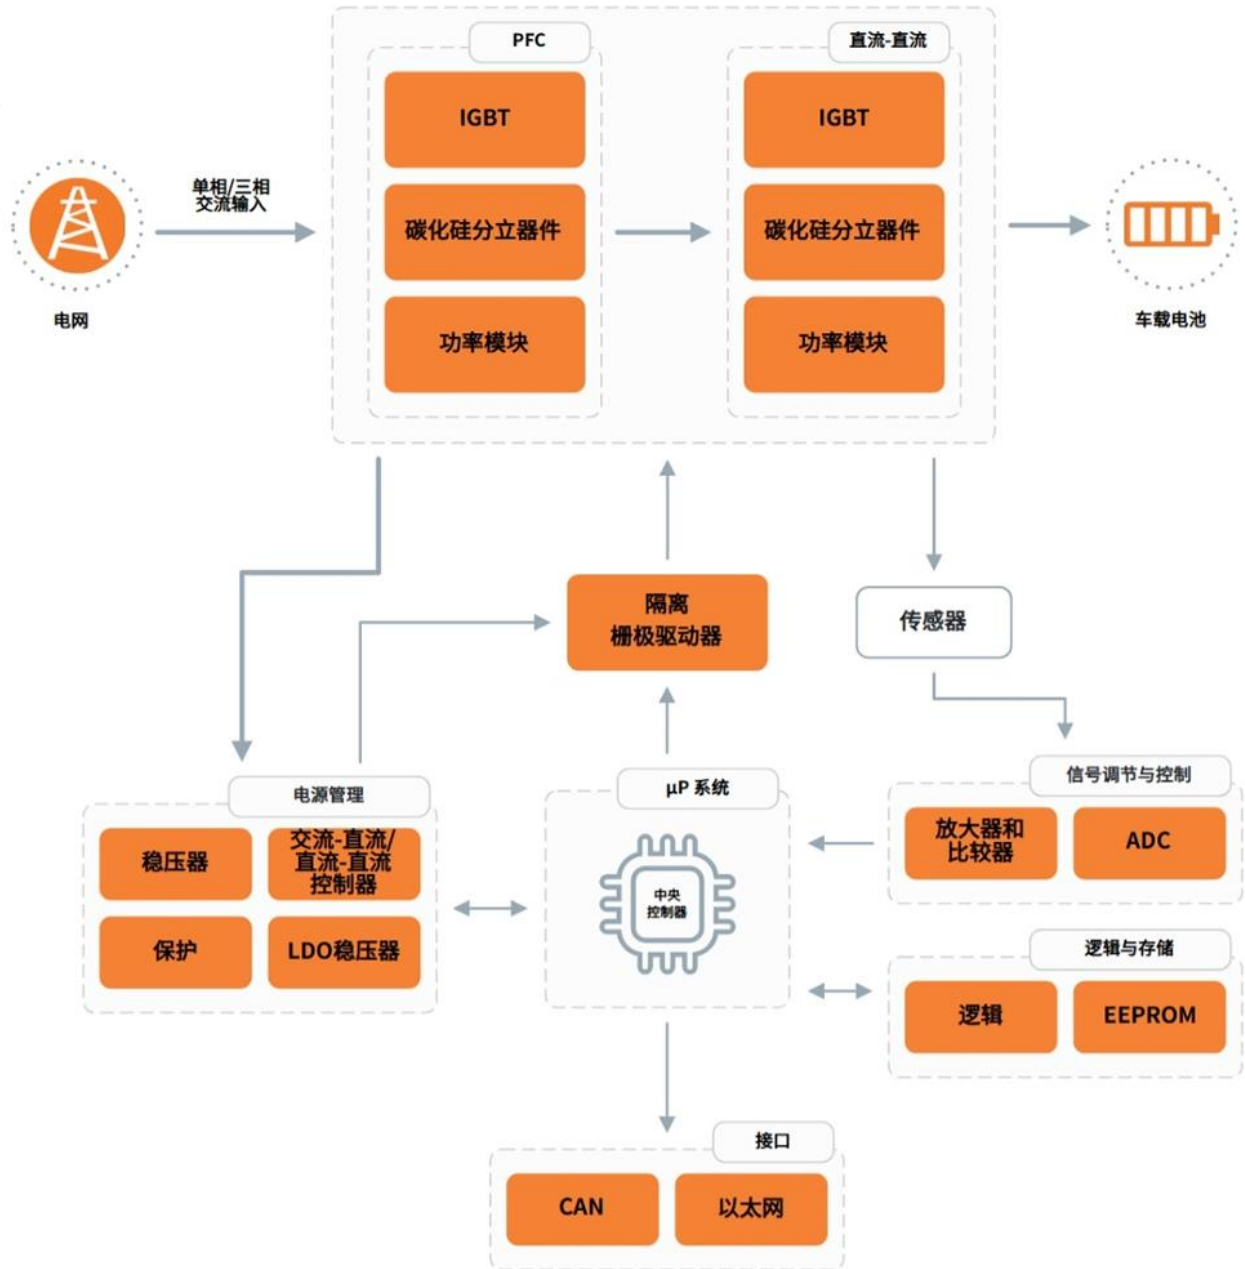 PFC
直流-直流
IGBT
IGBT
单相/三相
交流输入
碳化硅分立器件
碳化硅分立器件
电网
车载电池
功率模块
功率模块
隔离
栅极驱动器
传感器
电源管理
μP 系统
信号调节与控制
稳压器
交流-直流/
直流-直流
控制器
放大器和
比较器
ADC
中央
控制器
保护
LDO稳压器
逻辑与存储
逻辑
EEPROM
接口
CAN
以太网